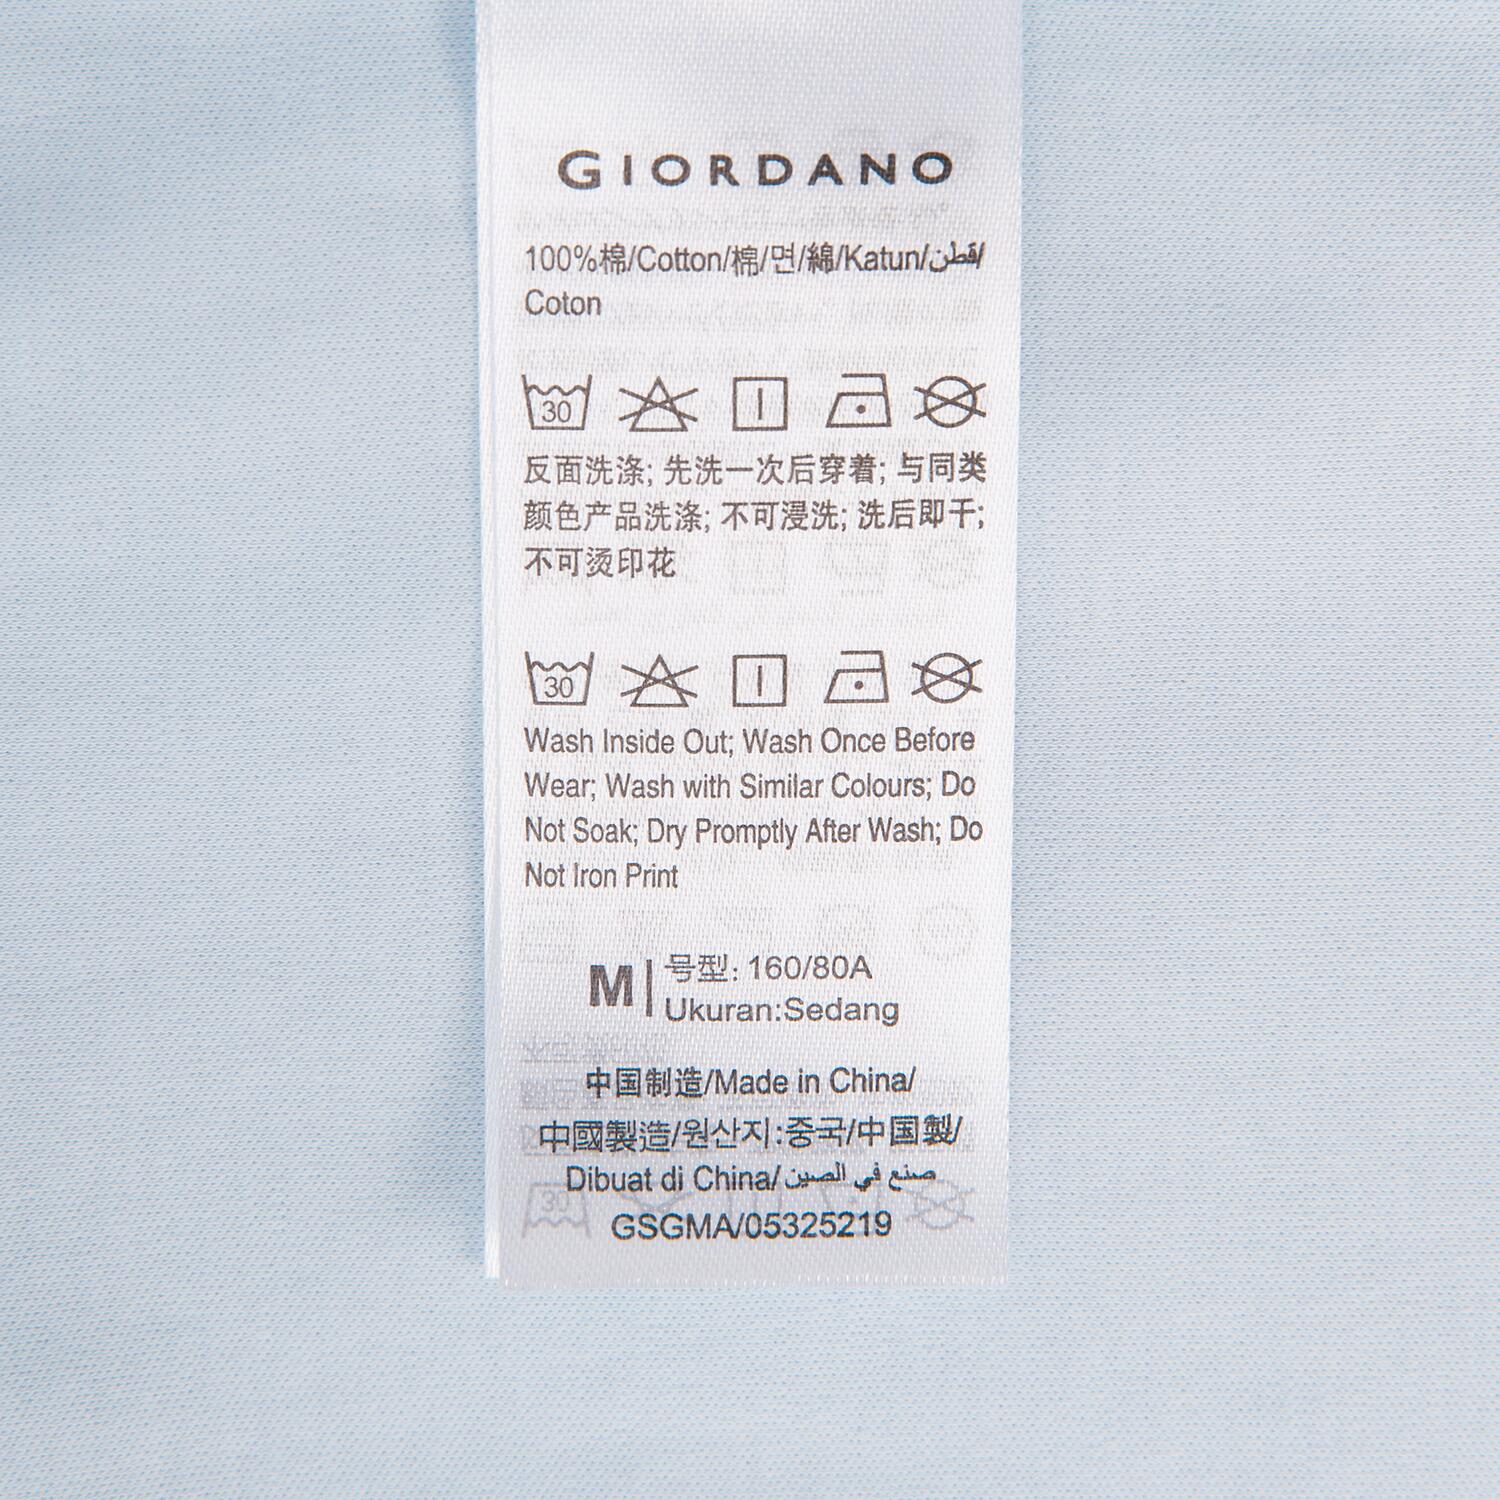 GIORDANO
100%棉/Cotton/棉/면/綿/Katun/قطن/
Coton
30
反面洗涤; 先洗一次后穿着; 与同类
颜色产品洗涤; 不可浸洗; 洗后即干;
不可烫印花
30
Wash Inside Out; Wash Once Before
Wear; Wash with Similar Colours; Do
Not Soak; Dry Promptly After Wash; Do
Not Iron Print
M 号型: 160/80A
Ukuran:Sedang
中国制造/Made in China/
中國製造/원산지:중국/中国製/
Dibuat di China/صنع في الصين
GSGMA/05325219